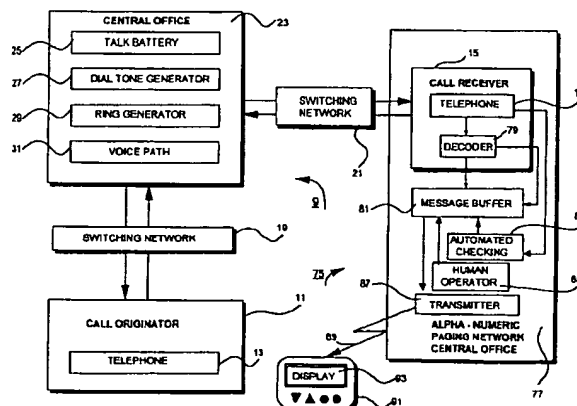 CENTRAL OFFICE
23
25
TALK BATTERY
27
DIAL TONE GENERATOR
29
RING GENERATOR
31
VOICE PATH
SWITCHING NETWORK
21
15
CALL RECEIVER
TELEPHONE
79
DECODER
81
MESSAGE BUFFER
AUTOMATED CHECKING
HUMAN OPERATOR
87
TRANSMITTER
ALPHA - NUMERIC
PAGING NETWORK
CENTRAL OFFICE
77
9
75
19
SWITCHING NETWORK
CALL ORIGINATOR
11
TELEPHONE
13
89
DISPLAY
93
91